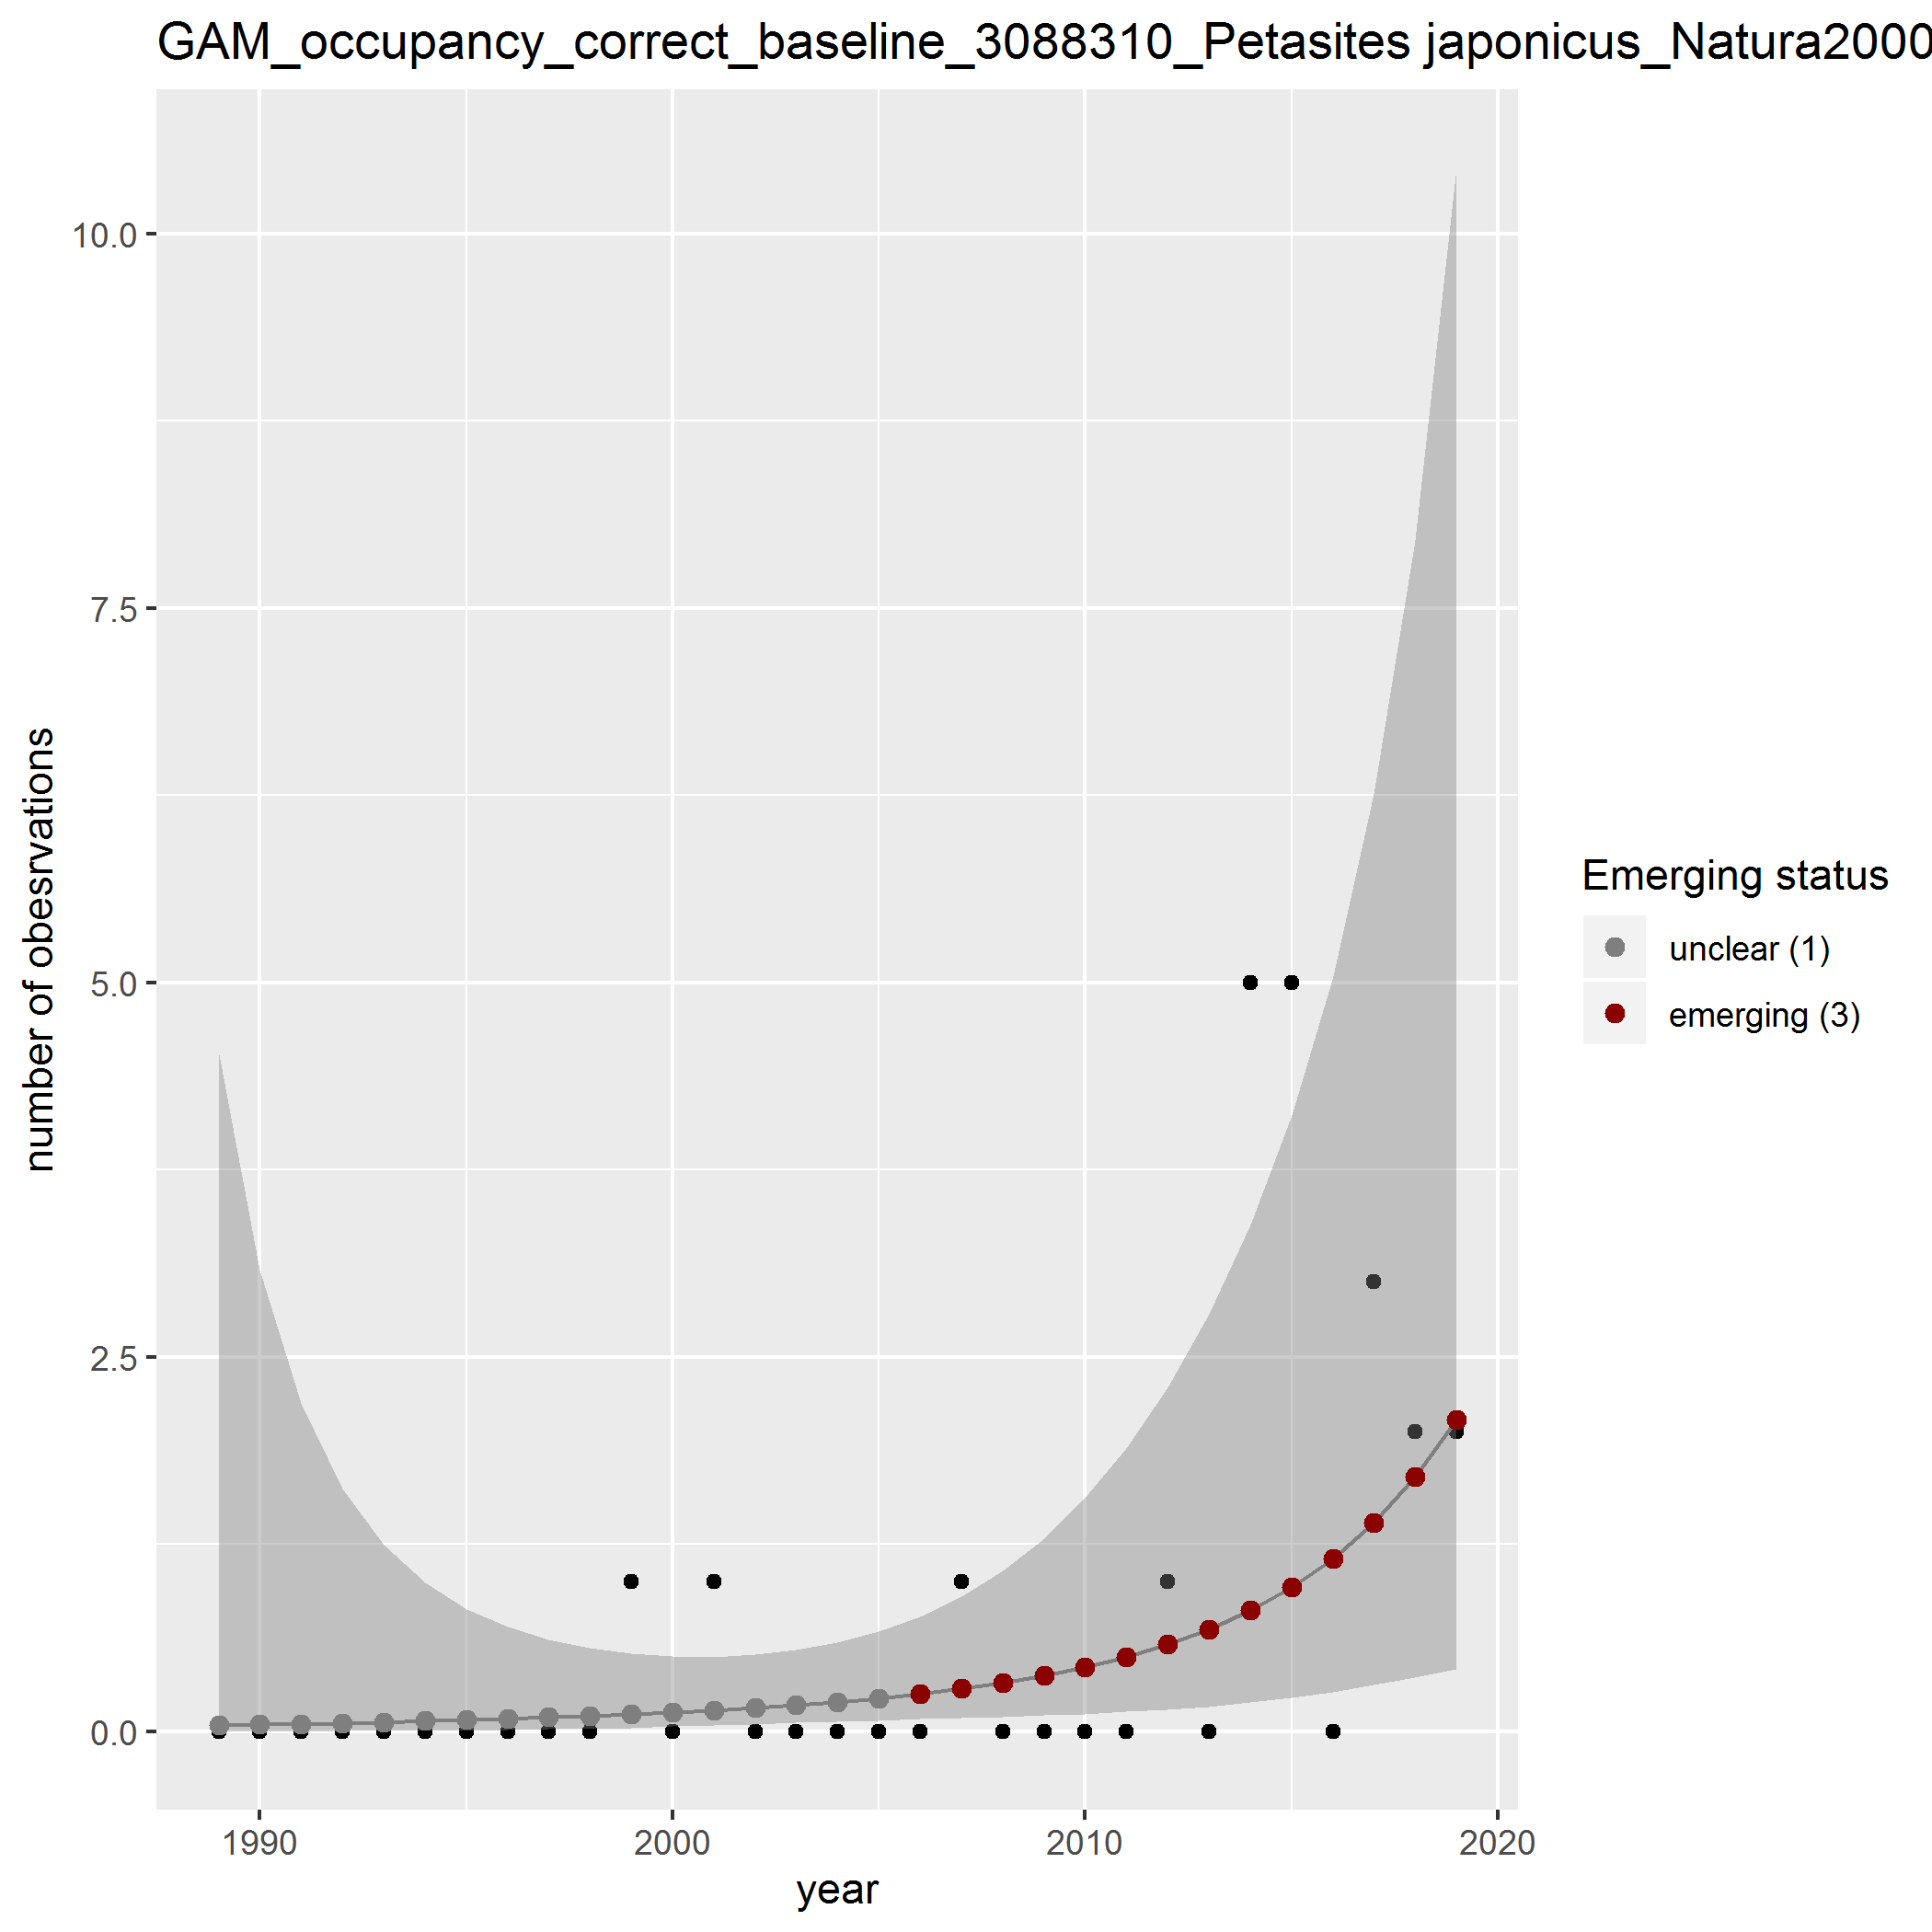 GAM_occupancy_correct_baseline_3088310_Petasites japonicus_Natura2000
10.0
7.5
5.0
2.5
0.0
number of obesrvations
1990
2000
2010
2020
year
Emerging status
unclear (1)
emerging (3)